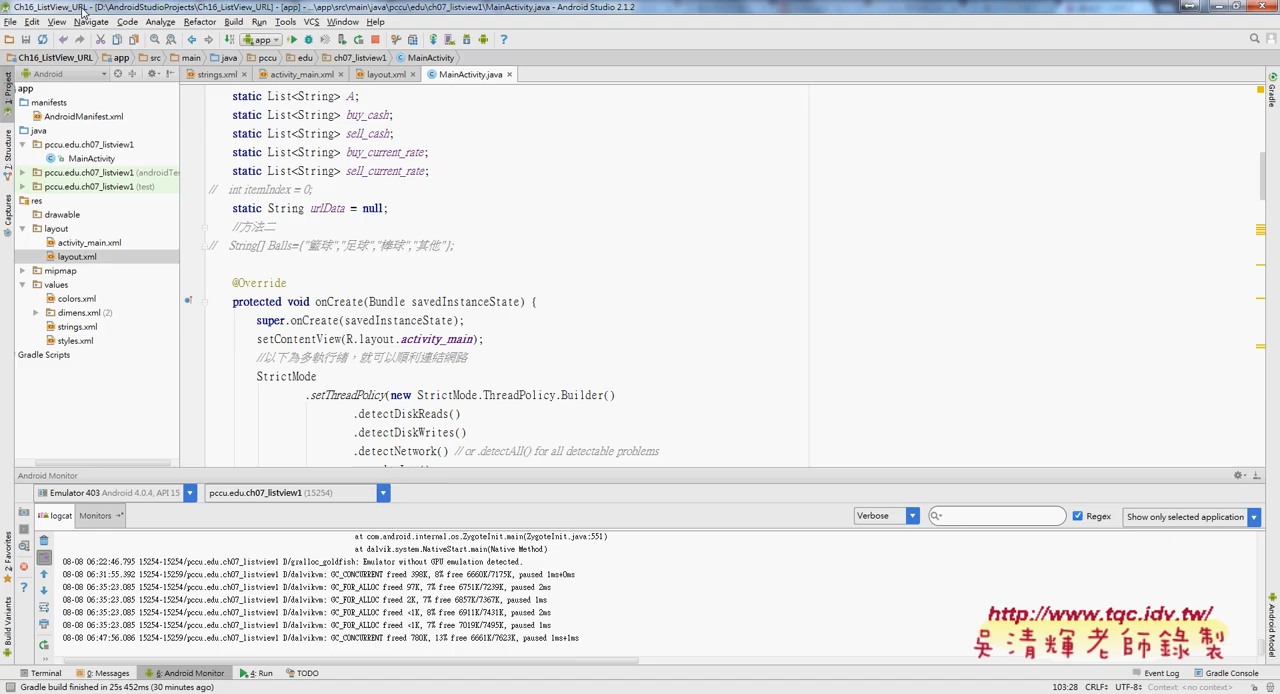 Ch16_ListView_URL - [D:\AndroidStudioProjects\Ch16_ListView_URL] - [app] - ...\app\src\main\java\pccu\edu\ch07_listview1\MainActivity.java - Android Studio 2.1.2
File Edit View Navigate Code Analyze Refactor Build Run Tools VCS Window Help
app
Ch16_ListView_URL app src main java pccu edu ch07_listview1 MainActivity
Android strings.xml activity_main.xml layout.xml MainActivity.java
app
manifests
AndroidManifest.xml
java
pccu.edu.ch07_listview1
MainActivity
pccu.edu.ch07_listview1 (androidTes
pccu.edu.ch07_listview1 (test)
res
drawable
layout
activity_main.xml
layout.xml
mipmap
values
colors.xml
dimens.xml (2)
strings.xml
styles.xml
Gradle Scripts
1: Project
7: Structure
Captures
2: Favorites
Build Variants
Gradle
Android Model
static List<String> A;
static List<String> buy_cash;
static List<String> sell_cash;
static List<String> buy_current_rate;
static List<String> sell_current_rate;
// int itemIndex = 0;
static String urlData = null;
//方法二
// String[] Balls={"籃球","足球","棒球","其他"};
@Override
protected void onCreate(Bundle savedInstanceState) {
super.onCreate(savedInstanceState);
setContentView(R.layout.activity_main);
//以下為多執行緒，就可以順利連結網路
StrictMode
.setThreadPolicy(new StrictMode.ThreadPolicy.Builder()
.detectDiskReads()
.detectDiskWrites()
.detectNetwork() // or .detectAll() for all detectable problems
Android Monitor
Emulator 403 Android 4.0.4, API 15 pccu.edu.ch07_listview1 (15254)
logcat Monitors Verbose Regex Show only selected application
at com.android.internal.os.ZygoteInit.main(ZygoteInit.java:551)
at dalvik.system.NativeStart.main(Native Method)
08-08 06:22:46.795 15254-15254/pccu.edu.ch07_listview1 D/gralloc_goldfish: Emulator without GPU emulation detected.
08-08 06:31:55.392 15254-15259/pccu.edu.ch07_listview1 D/dalvikvm: GC_CONCURRENT freed 398K, 8% free 6660K/7175K, paused 1ms+0ms
08-08 06:35:23.085 15254-15254/pccu.edu.ch07_listview1 D/dalvikvm: GC_FOR_ALLOC freed 97K, 7% free 6751K/7239K, paused 2ms
08-08 06:35:23.085 15254-15254/pccu.edu.ch07_listview1 D/dalvikvm: GC_FOR_ALLOC freed 2K, 7% free 6857K/7367K, paused 1ms
08-08 06:35:23.085 15254-15254/pccu.edu.ch07_listview1 D/dalvikvm: GC_FOR_ALLOC freed <1K, 8% free 6911K/7431K, paused 2ms
08-08 06:35:23.085 15254-15254/pccu.edu.ch07_listview1 D/dalvikvm: GC_FOR_ALLOC freed <1K, 7% free 7019K/7495K, paused 1ms
08-08 06:47:56.086 15254-15259/pccu.edu.ch07_listview1 D/dalvikvm: GC_CONCURRENT freed 780K, 13% free 6661K/7623K, paused 1ms+1ms
http://www.tqc.idv.tw/
吳清輝老師錄製
Terminal 0: Messages 6: Android Monitor 4: Run TODO Event Log Gradle Console
Gradle build finished in 25s 452ms (30 minutes ago) 103:28 CRLF÷ UTF-8÷ Context: <no context>